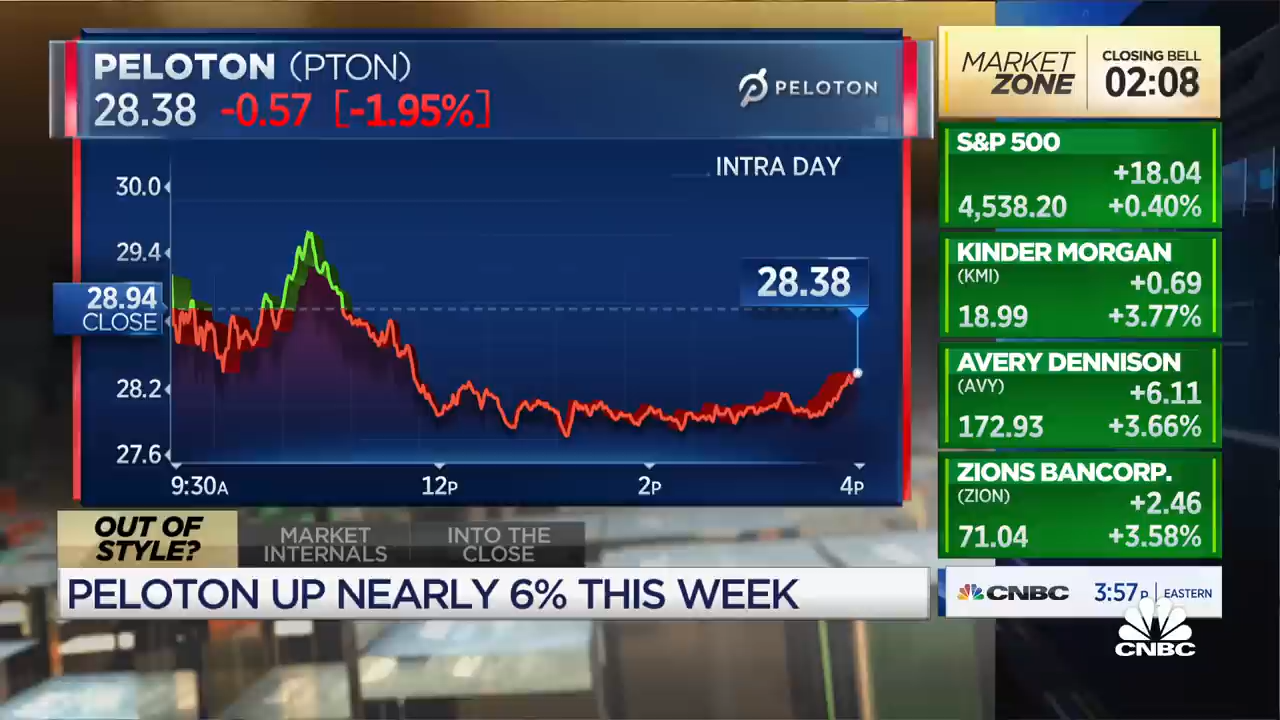 PELOTON (PTON)
28.38 -0.57 [-1.95%]
PELOTON
INTRA DAY
30.0
29.4
28.94
CLOSE
28.2
27.6
28.38
9:30A
12P
2P
4P
OUT OF
STYLE?
MARKET
INTERNALS
INTO THE
CLOSE
PELOTON UP NEARLY 6% THIS WEEK
MARKET
ZONE
CLOSING BELL
02:08
S&P 500
+18.04
4,538.20 +0.40%
KINDER MORGAN
(KMI) +0.69
18.99 +3.77%
AVERY DENNISON
(AVY) +6.11
172.93 +3.66%
ZIONS BANCORP.
(ZION) +2.46
71.04 +3.58%
CNBC 3:57P EASTERN
CNBC